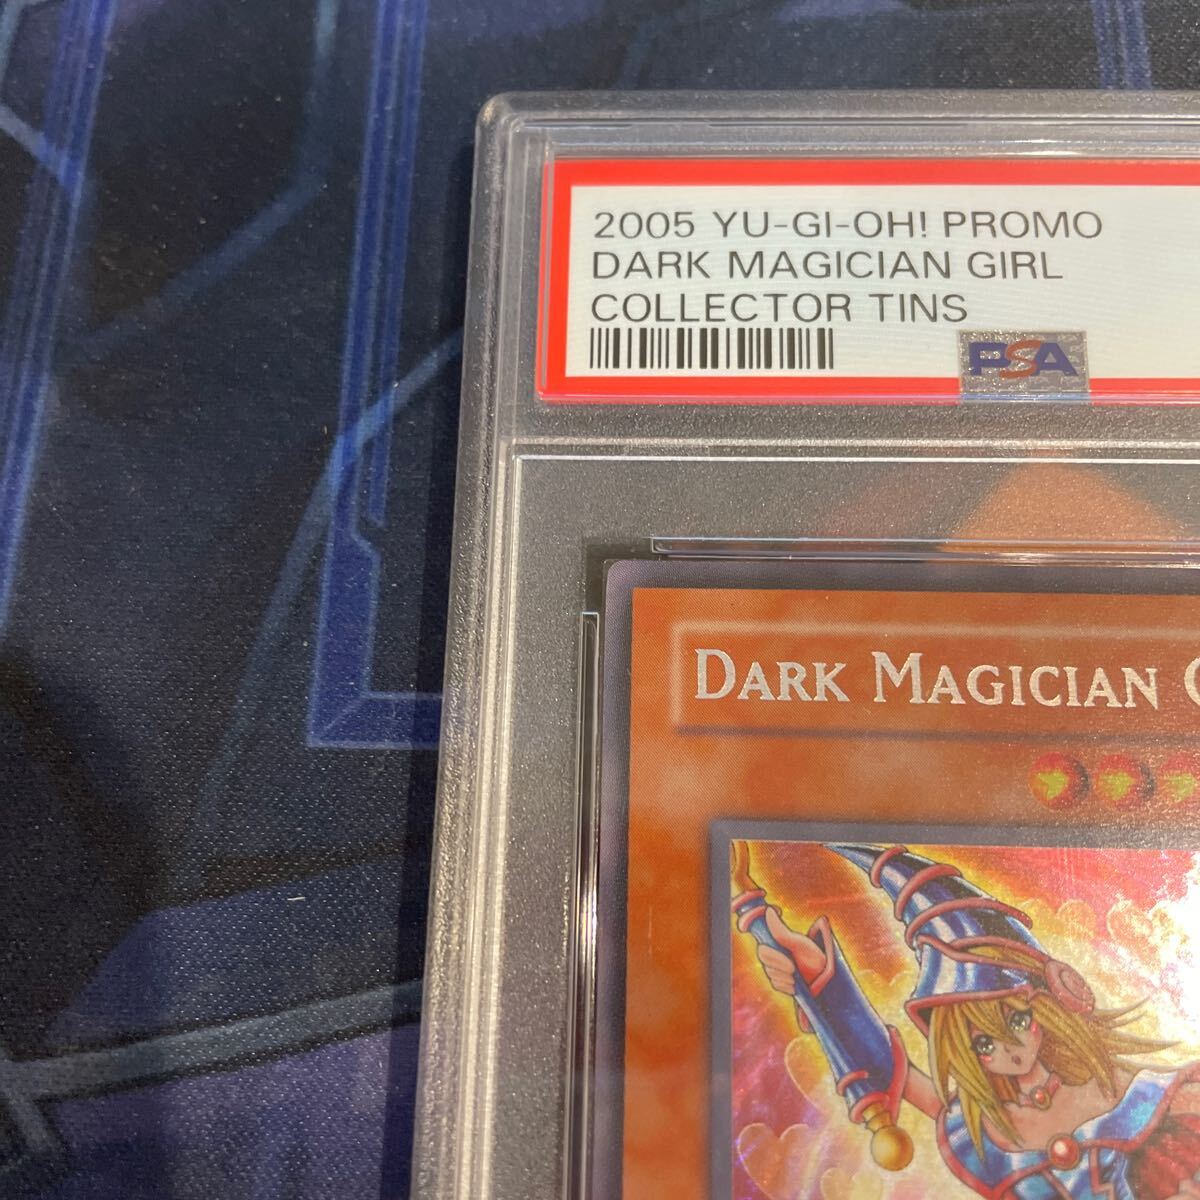 2005 YU-GI-OH! PROMO
DARK MAGICIAN GIRL
COLLECTOR TINS
PSA
DARK MAGICIAN